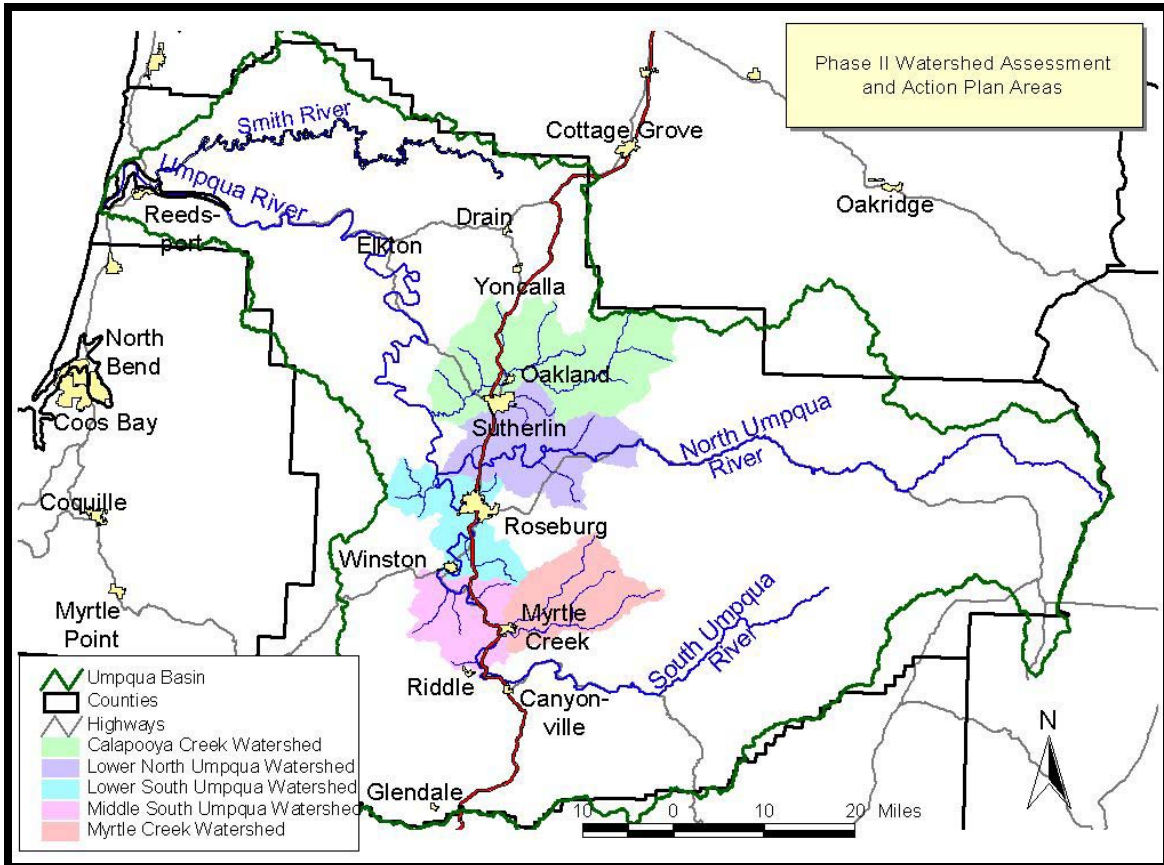 Phase II Watershed Assessment
and Action Plan Areas
Smith River
Cottage Grove
Umpqua River
Oakridge
Reeds-
port
Drain
Elkton
Yoncalla
North
Bend
Oakland
Coos Bay
Sutherlin
North Umpqua
River
Coquille
Roseburg
Winston
Myrtle
Point
Myrtle
Creek
South Umpqua
River
Riddle
Canyon-
ville
Glendale
Umpqua Basin
Counties
Highways
Calapooya Creek Watershed
Lower North Umpqua Watershed
Lower South Umpqua Watershed
Middle South Umpqua Watershed
Myrtle Creek Watershed
N
10 0 10 20 Miles